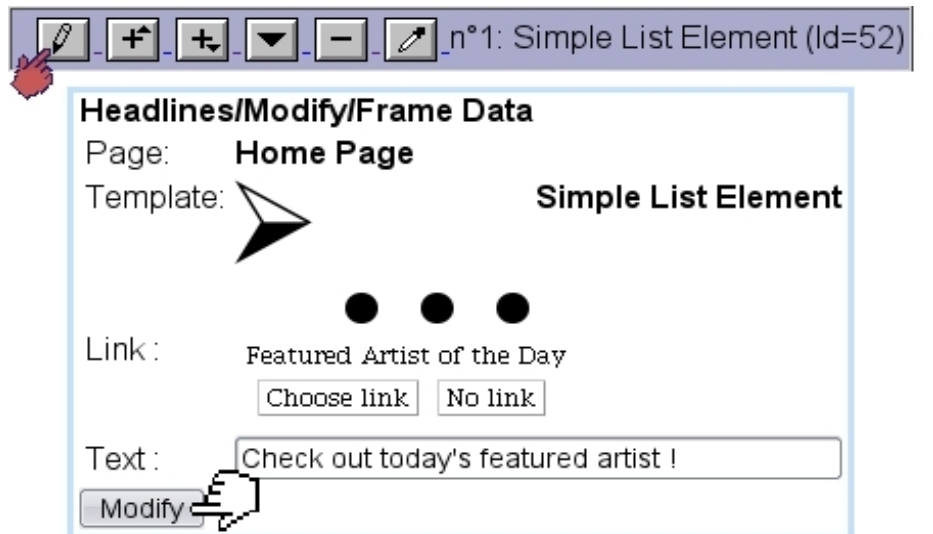 n°1: Simple List Element (Id=52)
Headlines/Modify/Frame Data
Page: Home Page
Template: Simple List Element
Link : Featured Artist of the Day
Choose link No link
Text : Check out today's featured artist !
Modify